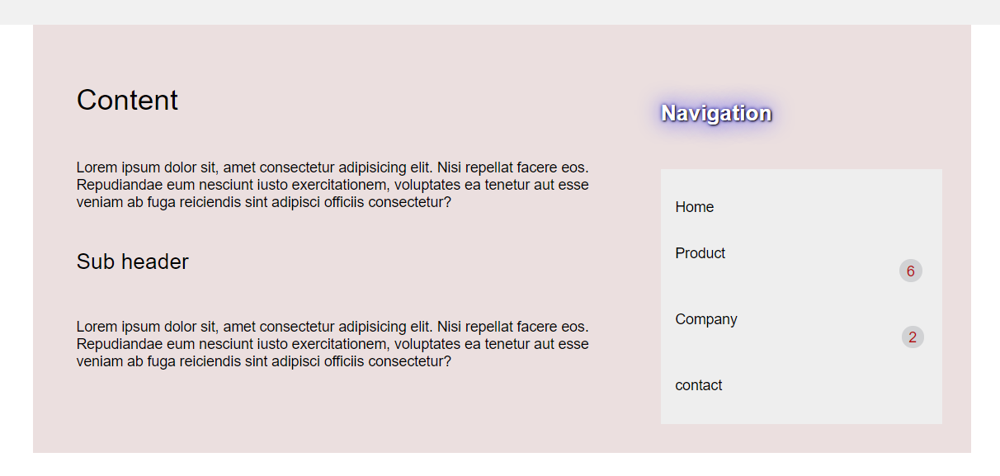 Content
Lorem ipsum dolor sit, amet consectetur adipisicing elit. Nisi repellat facere eos.
Repudiandae eum nesciunt iusto exercitationem, voluptates ea tenetur aut esse
veniam ab fuga reiciendis sint adipisci officiis consectetur?
Sub header
Lorem ipsum dolor sit, amet consectetur adipisicing elit. Nisi repellat facere eos.
Repudiandae eum nesciunt iusto exercitationem, voluptates ea tenetur aut esse
veniam ab fuga reiciendis sint adipisci officiis consectetur?
Navigation
Home
Product
6
Company
2
contact